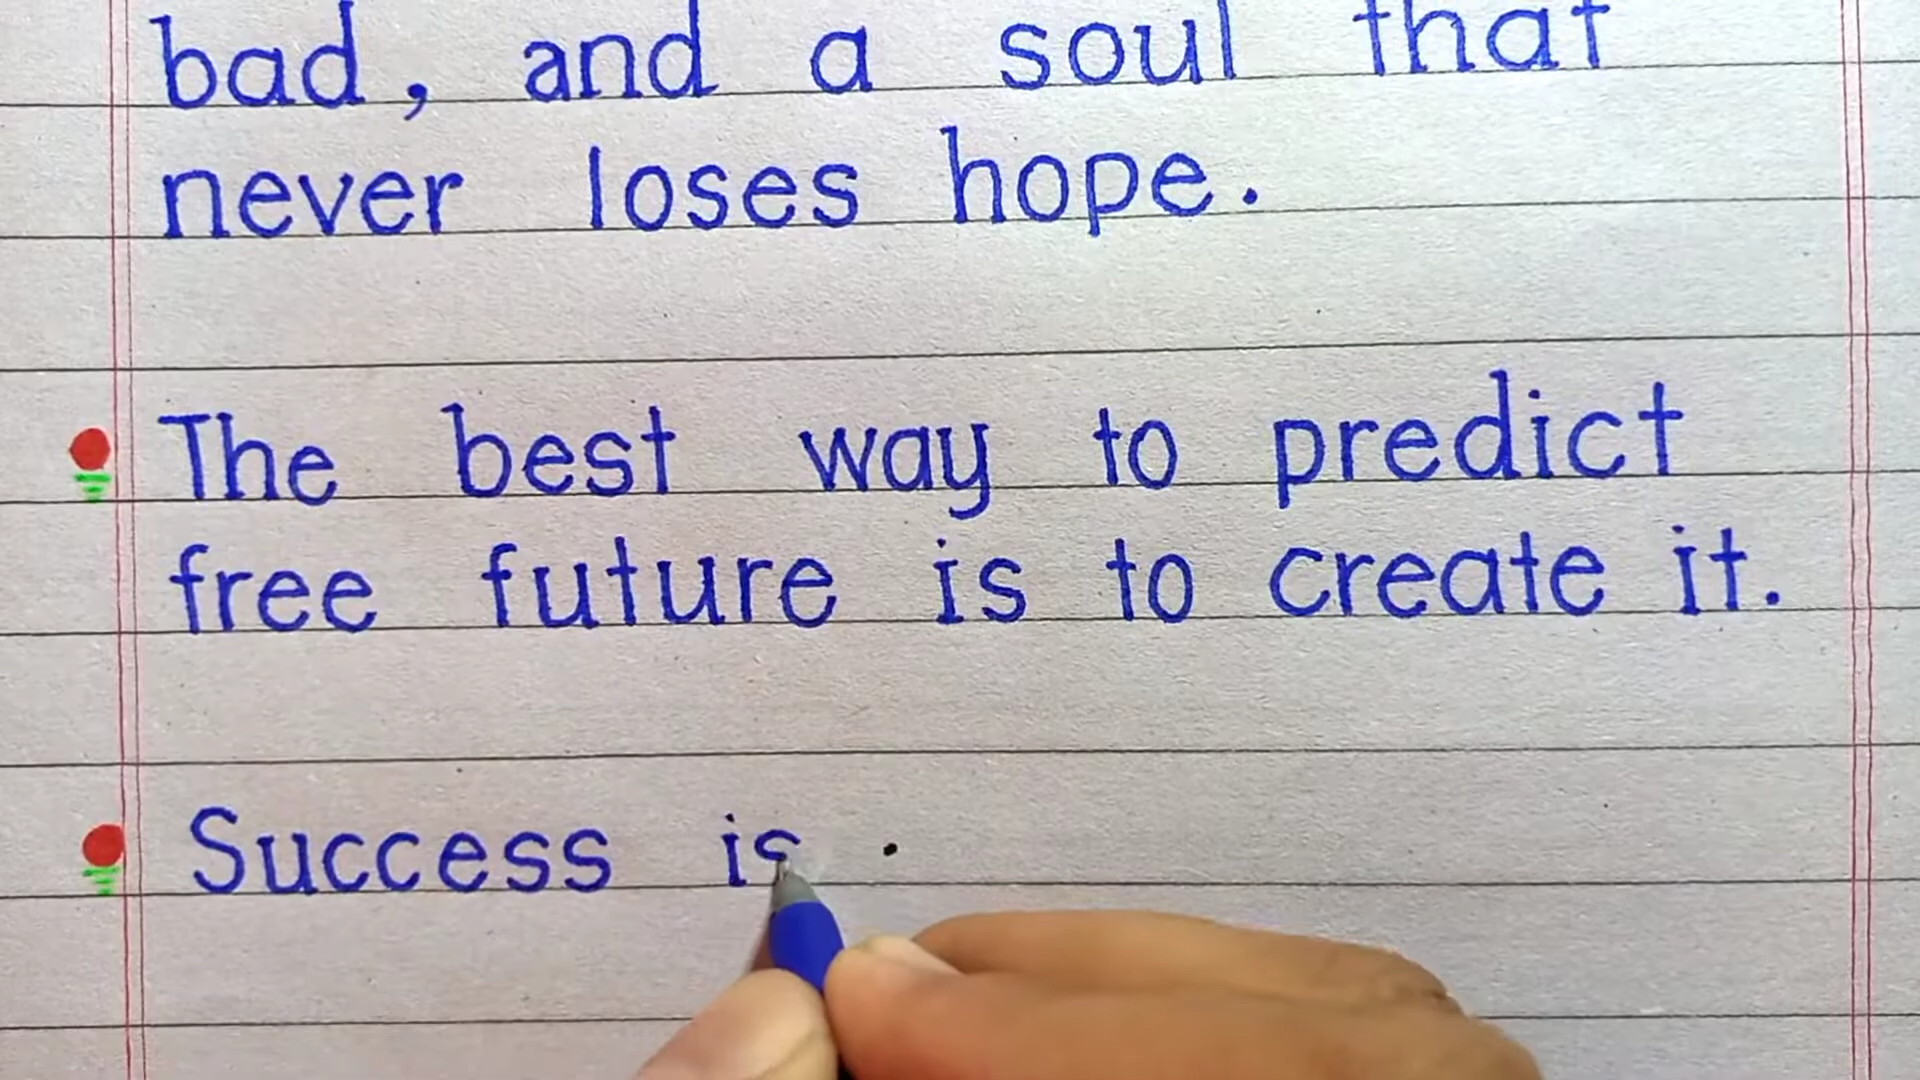 bad, and a soul that
never loses hope.
The best way to predict
free future is to create it.
Success is